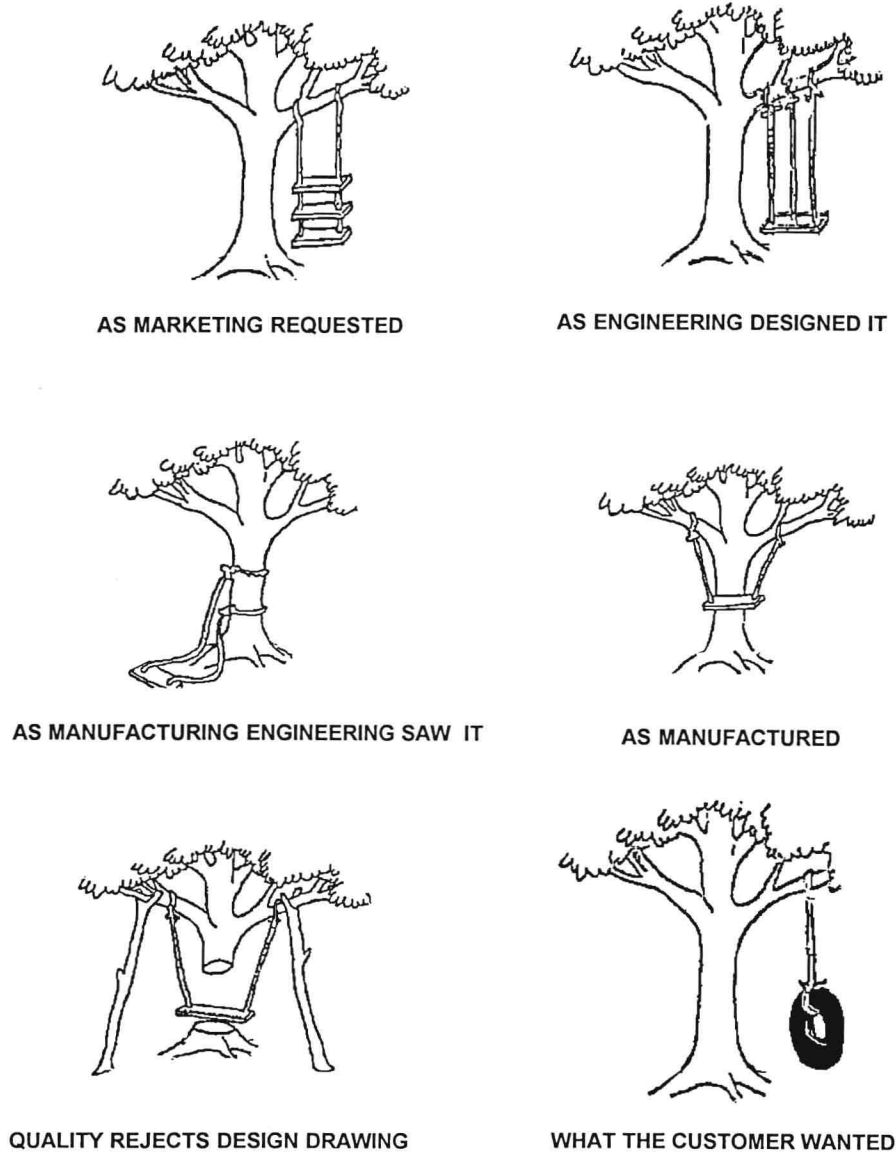 AS MARKETING REQUESTED
AS ENGINEERING DESIGNED IT
AS MANUFACTURING ENGINEERING SAW IT
AS MANUFACTURED
QUALITY REJECTS DESIGN DRAWING
WHAT THE CUSTOMER WANTED